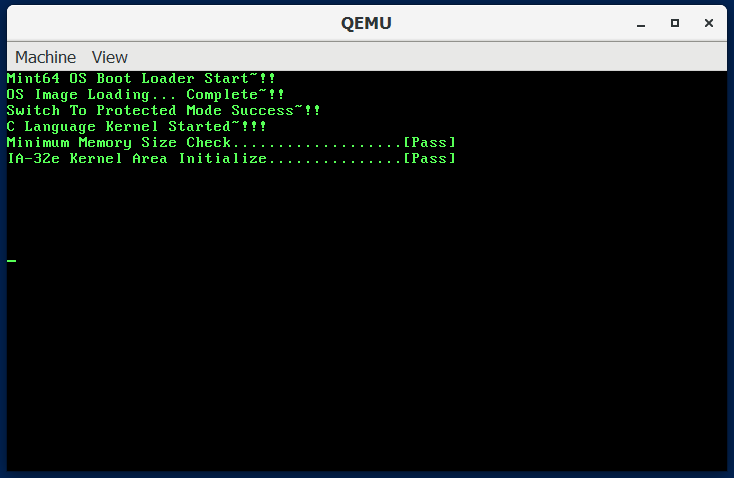 QEMU
Machine View
Mint64 OS Boot Loader Start~!!
OS Image Loading... Complete~!!
Switch To Protected Mode Success~!!
C Language Kernel Started~!!!
Minimum Memory Size Check...................[Pass]
IA-32e Kernel Area Initialize...............[Pass]